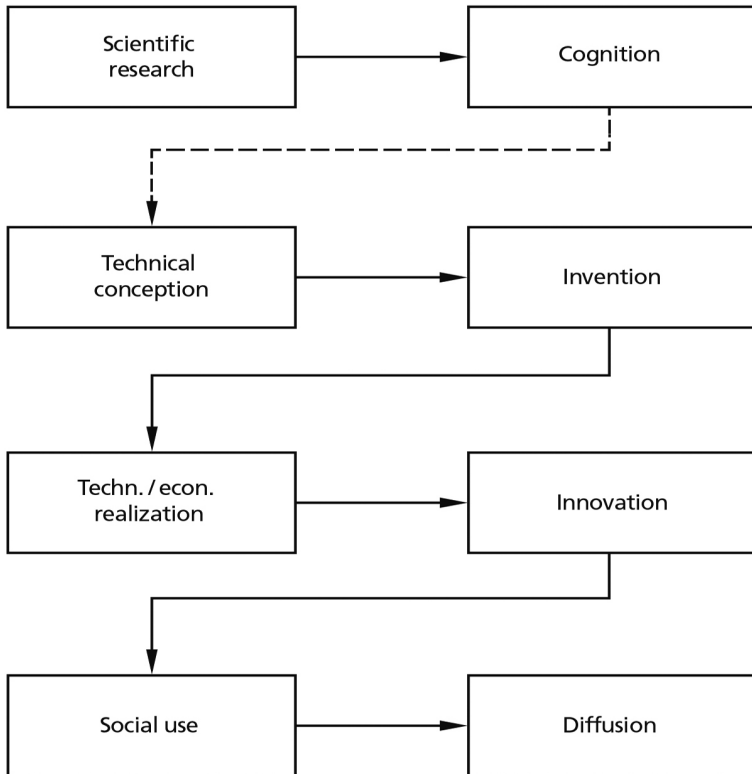 Scientific
research
Cognition
Technical
conception
Invention
Techn. / econ.
realization
Innovation
Social use
Diffusion